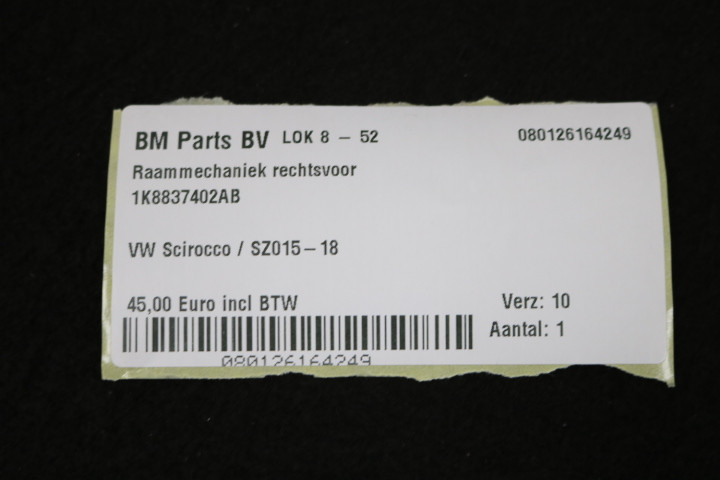 BM Parts BV LOK 8 – 52 080126164249
Raammechaniek rechtsvoor
1K8837402AB
VW Scirocco / SZ015–18
45,00 Euro incl BTW Verz: 10
Aantal: 1
080126164249